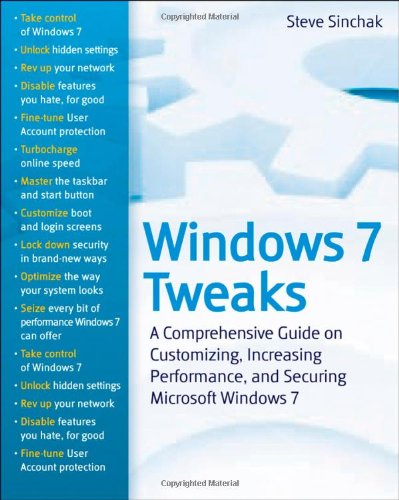 Copyrighted Material
Steve Sinchak
• Take control
of Windows 7
• Unlock hidden settings
• Rev up your network
• Disable features
you hate, for good
• Fine-tune User
Account protection
• Turbocharge
online speed
• Master the taskbar
and start button
• Customize boot
and login screens
• Lock down security
in brand-new ways
• Optimize the way
your system looks
• Seize every bit of
performance Windows 7
can offer
• Take control
of Windows 7
• Unlock hidden settings
• Rev up your network
• Disable features
you hate, for good
• Fine-tune User
Account protection
Windows 7
Tweaks
A Comprehensive Guide on
Customizing, Increasing
Performance, and Securing
Microsoft Windows 7
Copyrighted Material